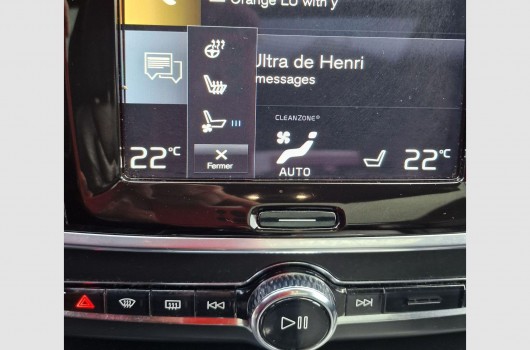 Orange LU with y
Ultra de Henri
messages
CLEANZONE®
22°C
Fermer
AUTO
22°C